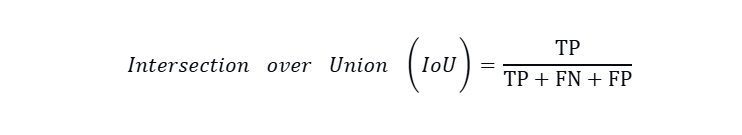 Intersection over Union (IoU) = TP / TP + FN + FP